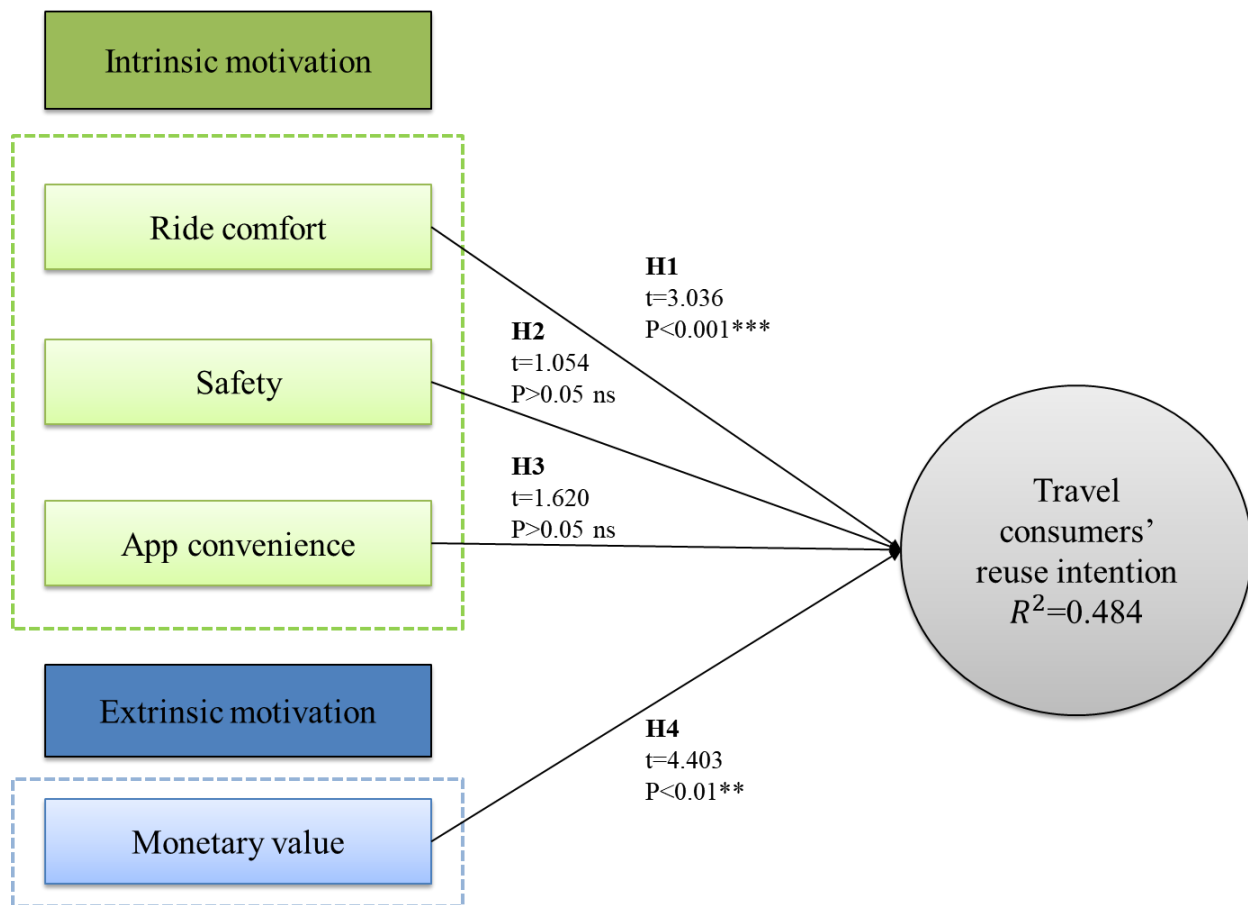 Intrinsic motivation
Ride comfort
Safety
App convenience
Extrinsic motivation
Monetary value
H1
t=3.036
P<0.001***
H2
t=1.054
P>0.05 ns
H3
t=1.620
P>0.05 ns
H4
t=4.403
P<0.01**
Travel
consumers’
reuse intention
R²=0.484